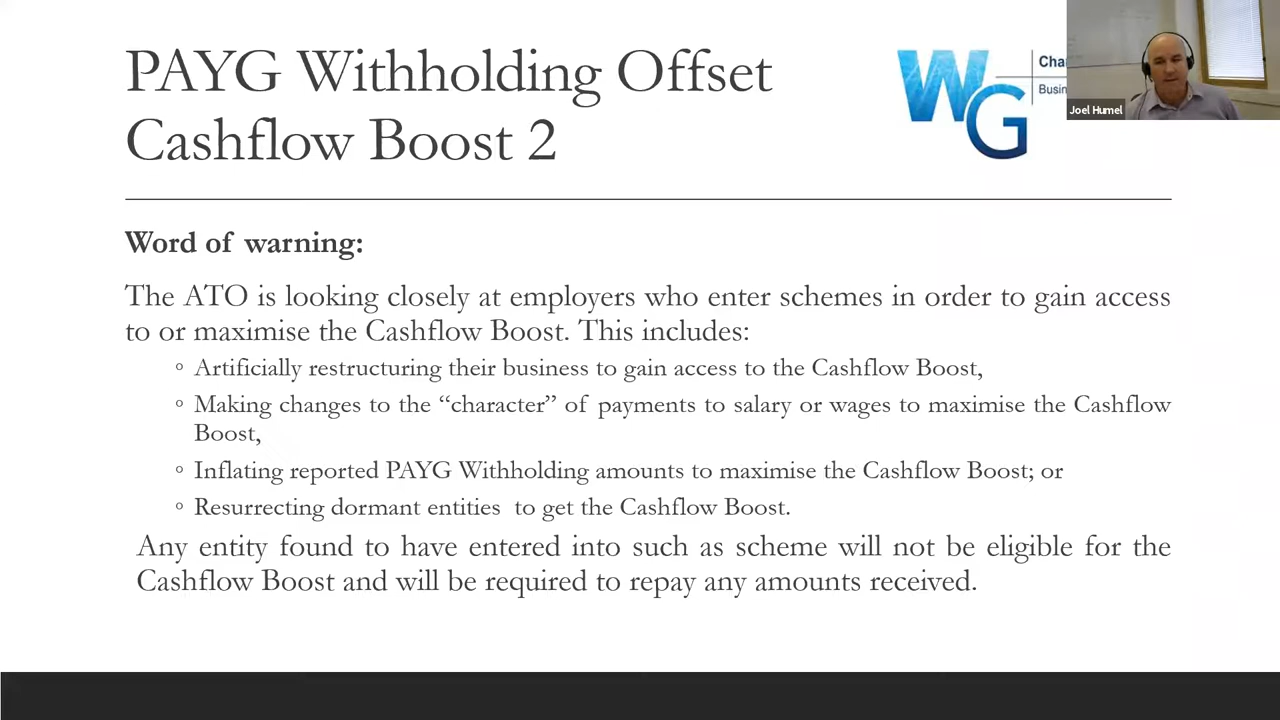 PAYG Withholding Offset
Cashflow Boost 2
WG
Cha
Busin
Joel Humel
Word of warning:
The ATO is looking closely at employers who enter schemes in order to gain access
to or maximise the Cashflow Boost. This includes:
◦ Artificially restructuring their business to gain access to the Cashflow Boost,
◦ Making changes to the “character” of payments to salary or wages to maximise the Cashflow
Boost,
◦ Inflating reported PAYG Withholding amounts to maximise the Cashflow Boost; or
◦ Resurrecting dormant entities to get the Cashflow Boost.
Any entity found to have entered into such as scheme will not be eligible for the
Cashflow Boost and will be required to repay any amounts received.